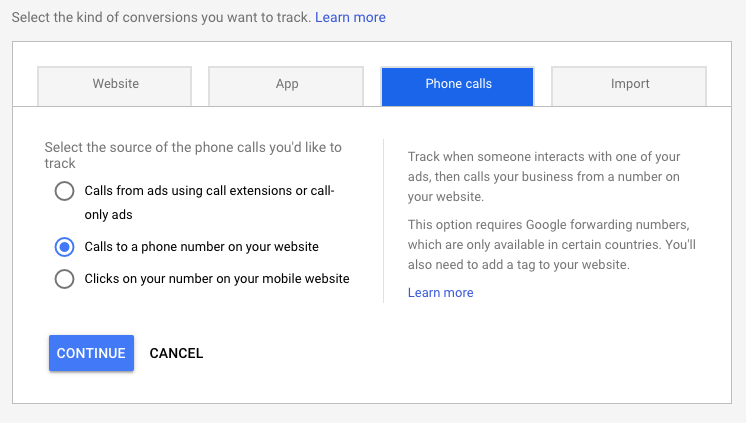 Select the kind of conversions you want to track. Learn more
Website
App
Phone calls
Import
Select the source of the phone calls you'd like to
track
Calls from ads using call extensions or call-
only ads
Calls to a phone number on your website
Clicks on your number on your mobile website
Track when someone interacts with one of your
ads, then calls your business from a number on
your website.
This option requires Google forwarding numbers,
which are only available in certain countries. You'll
also need to add a tag to your website.
Learn more
CONTINUE
CANCEL